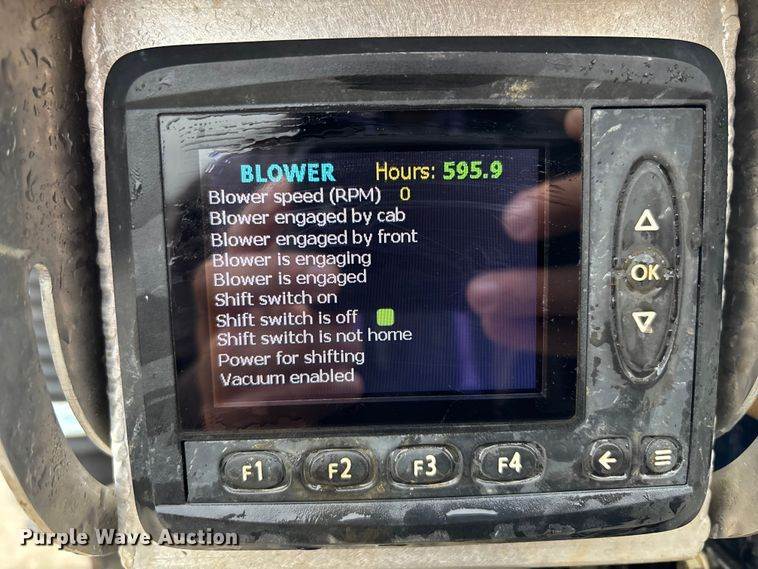 BLOWER Hours: 595.9
Blower speed (RPM) 0
Blower engaged by cab
Blower engaged by front
Blower is engaging
Blower is engaged
Shift switch on
Shift switch is off
Shift switch is not home
Power for shifting
Vacuum enabled
OK
F1 F2 F3 F4
Purple Wave Auction